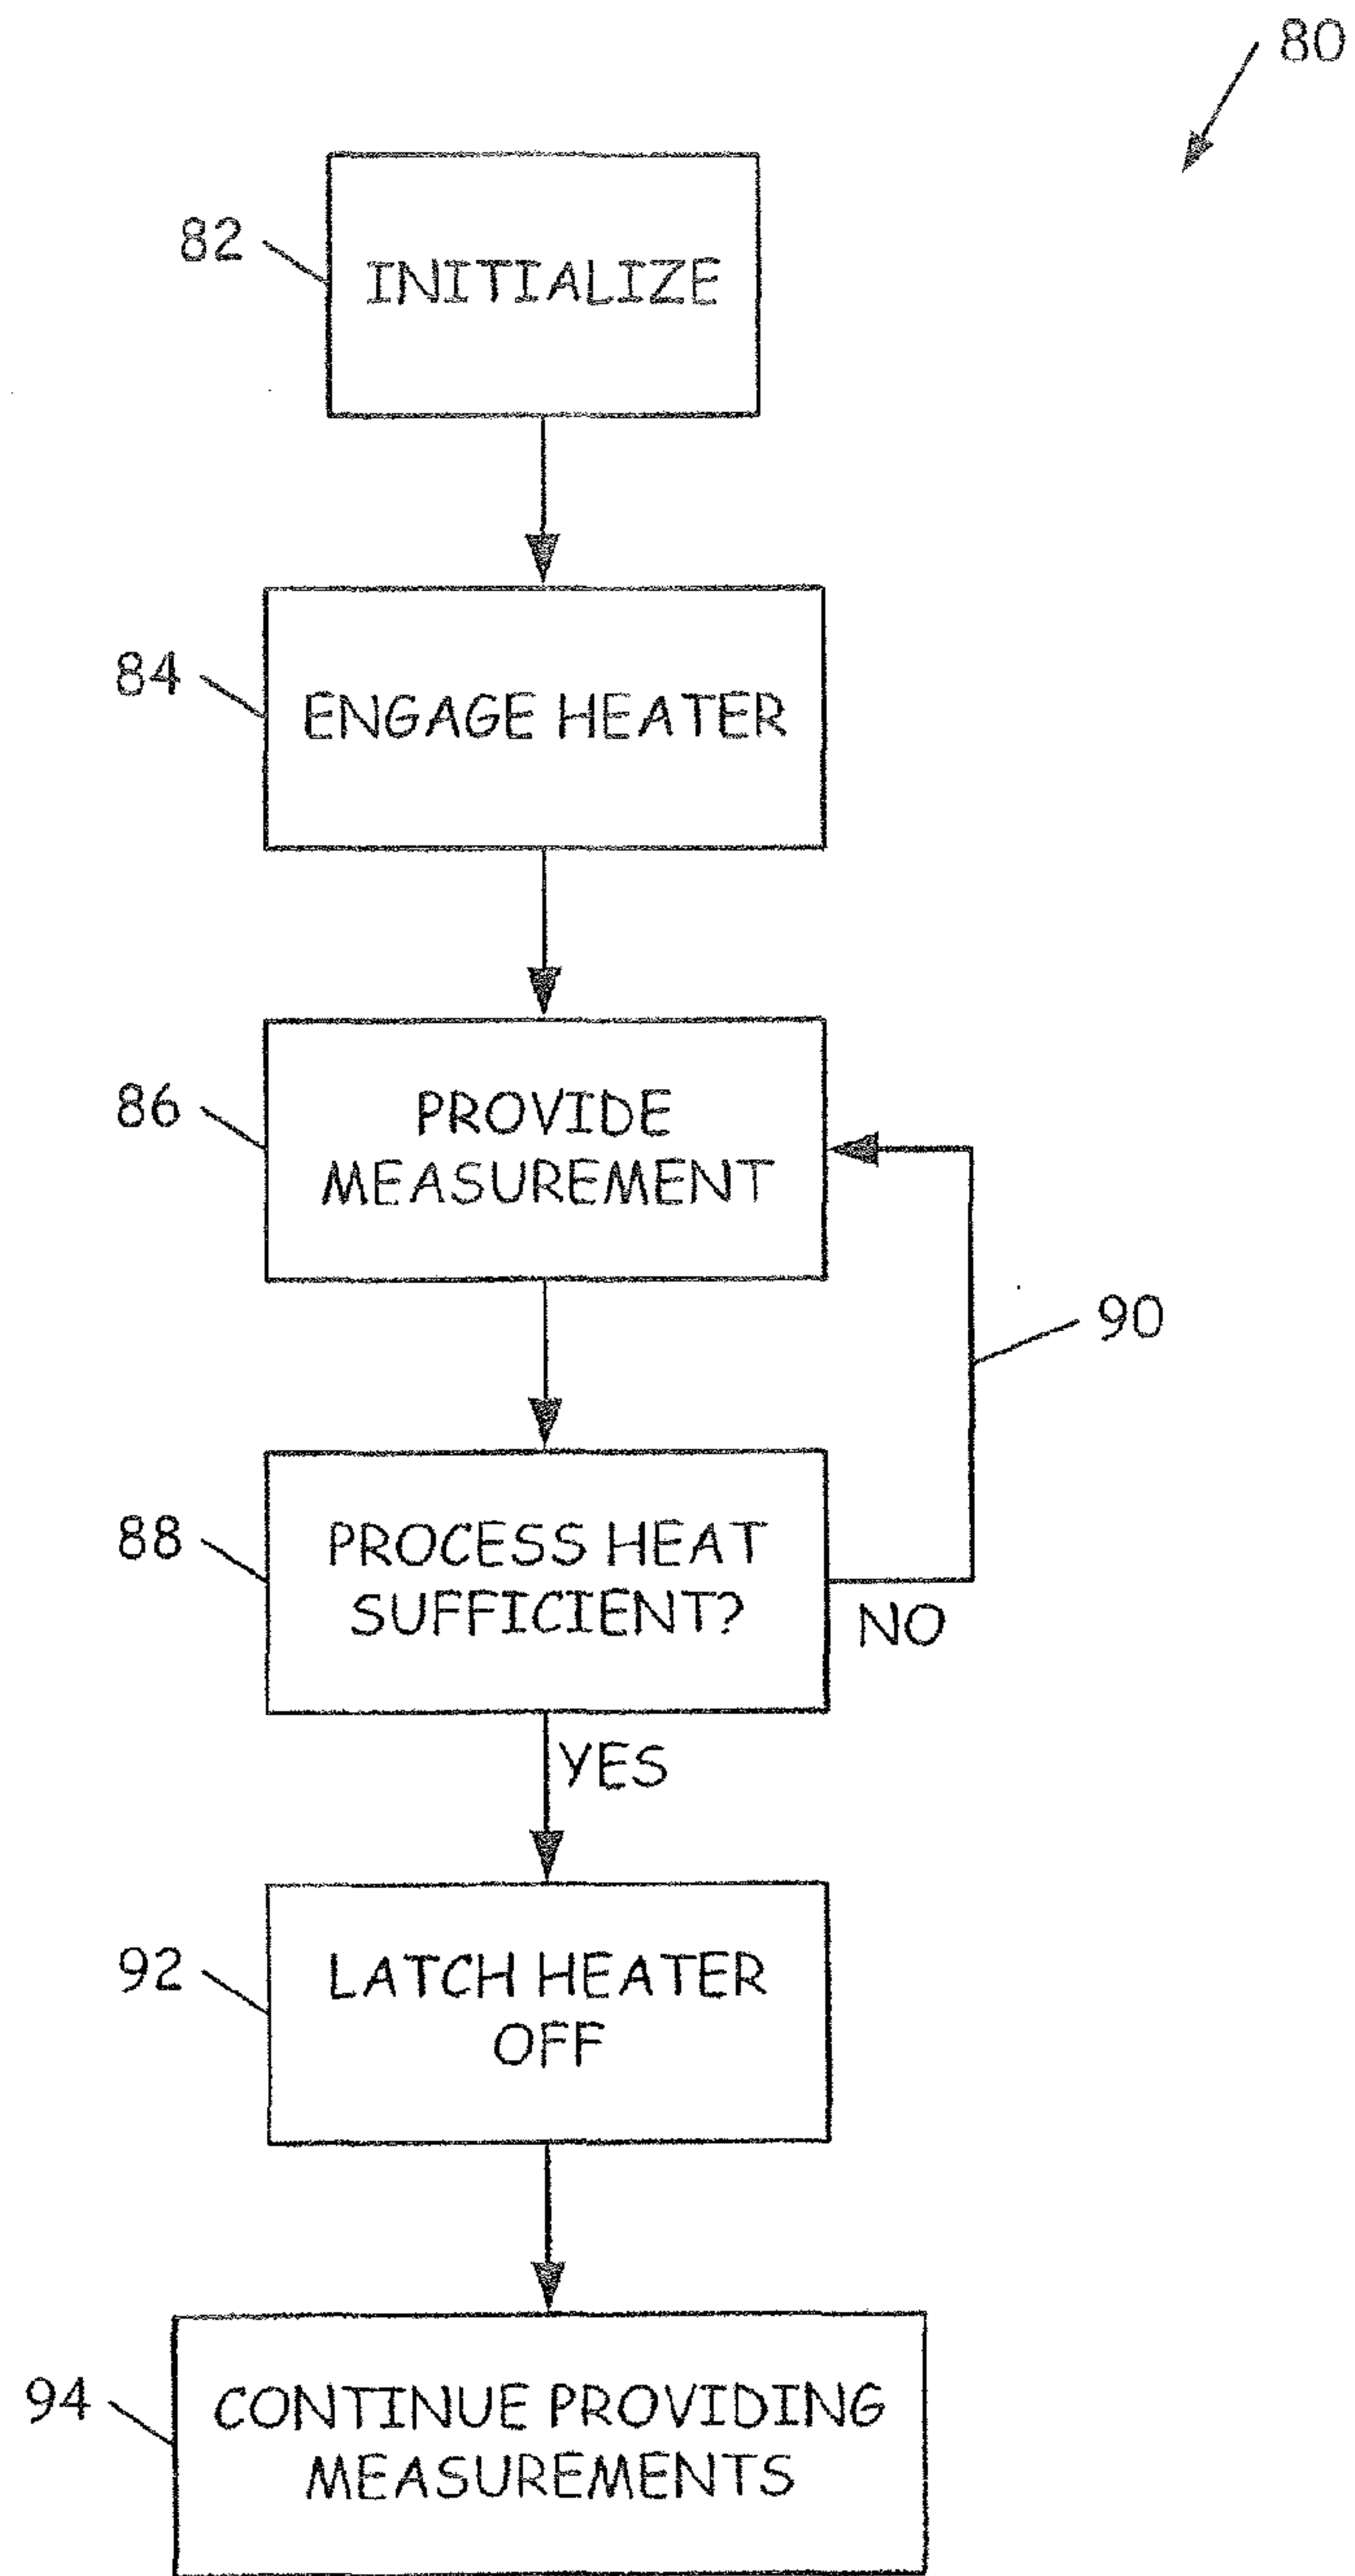 80
82
INITIALIZE
84
ENGAGE HEATER
86
PROVIDE
MEASUREMENT
90
88
PROCESS HEAT
SUFFICIENT?
NO
YES
92
LATCH HEATER
OFF
94
CONTINUE PROVIDING
MEASUREMENTS